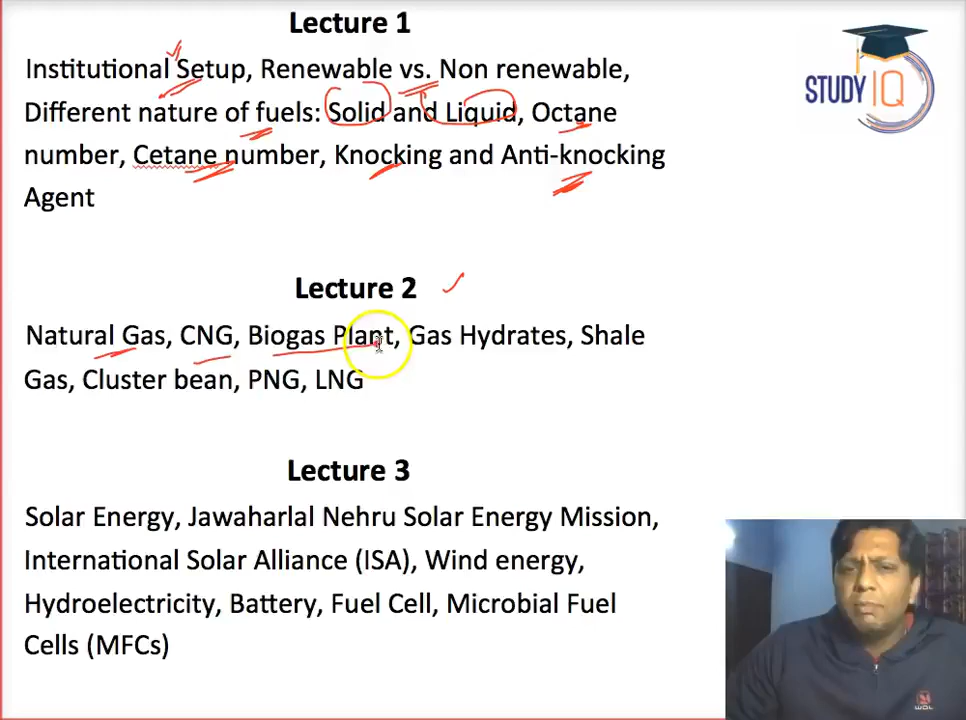 Lecture 1
Institutional Setup, Renewable vs. Non renewable,
Different nature of fuels: Solid and Liquid, Octane
number, Cetane number, Knocking and Anti-knocking
Agent
STUDY IQ
Lecture 2
Natural Gas, CNG, Biogas Plant, Gas Hydrates, Shale
Gas, Cluster bean, PNG, LNG
Lecture 3
Solar Energy, Jawaharlal Nehru Solar Energy Mission,
International Solar Alliance (ISA), Wind energy,
Hydroelectricity, Battery, Fuel Cell, Microbial Fuel
Cells (MFCs)